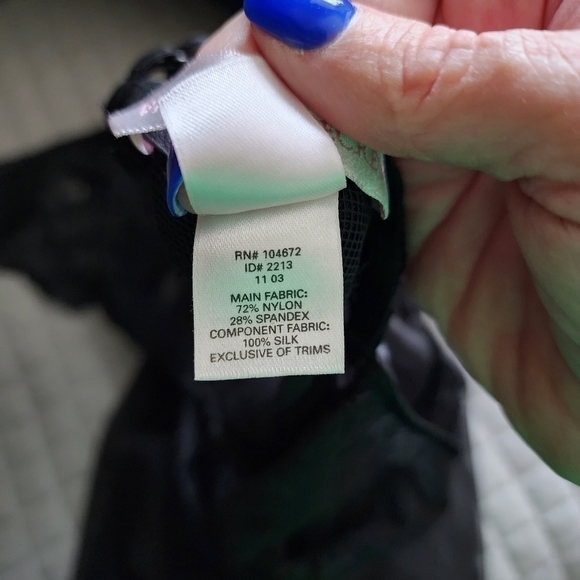 RN# 104672
ID# 2213
11 03
MAIN FABRIC:
72% NYLON
28% SPANDEX
COMPONENT FABRIC:
100% SILK
EXCLUSIVE OF TRIMS